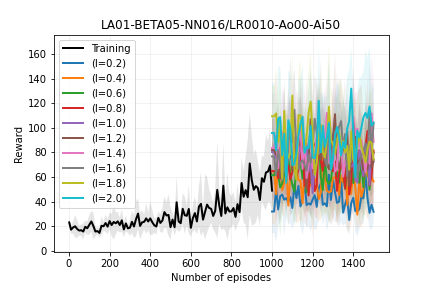 LA01-BETA05-NN016/LR0010-Ao00-Ai50
Reward
160
140
120
100
80
60
40
20
0
Training
(l=0.2)
(l=0.4)
(l=0.6)
(l=0.8)
(l=1.0)
(l=1.2)
(l=1.4)
(l=1.6)
(l=1.8)
(l=2.0)
0 200 400 600 800 1000 1200 1400
Number of episodes